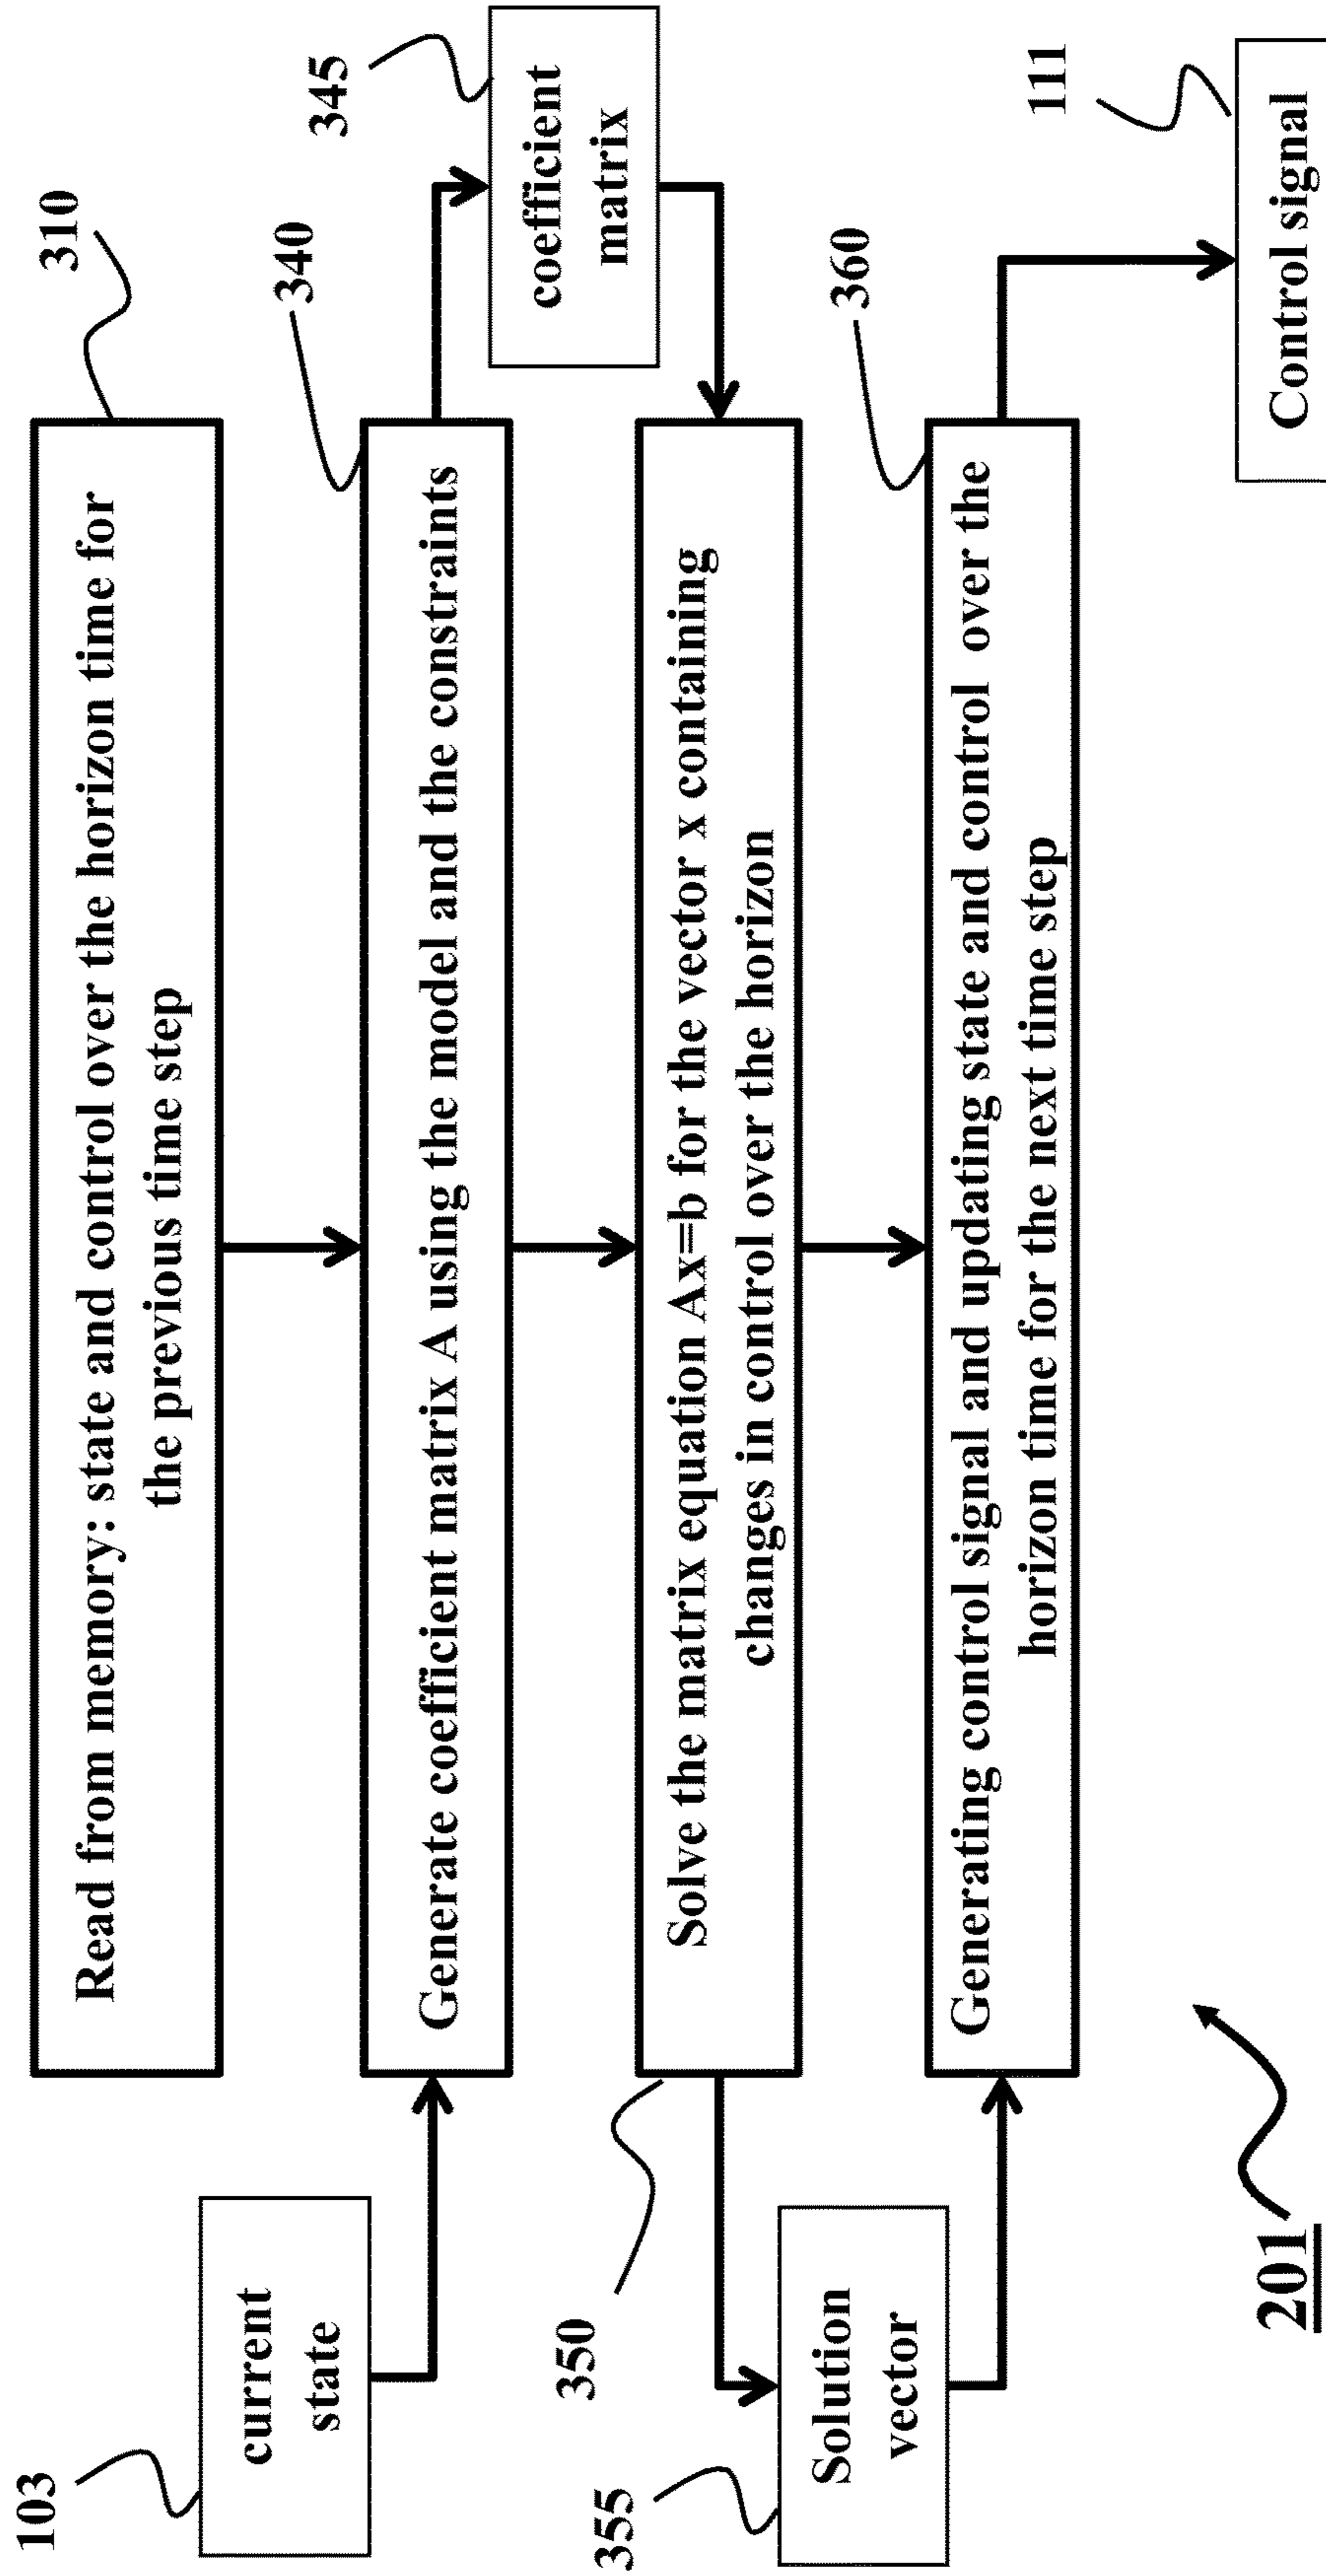 310
Read from memory: state and control over the horizon time for
the previous time step
103
current
state
340
Generate coefficient matrix A using the model and the constraints
345
coefficient
matrix
350
Solve the matrix equation Ax=b for the vector x containing
changes in control over the horizon
355
Solution
vector
360
Generating control signal and updating state and control over the
horizon time for the next time step
111
Control signal
201